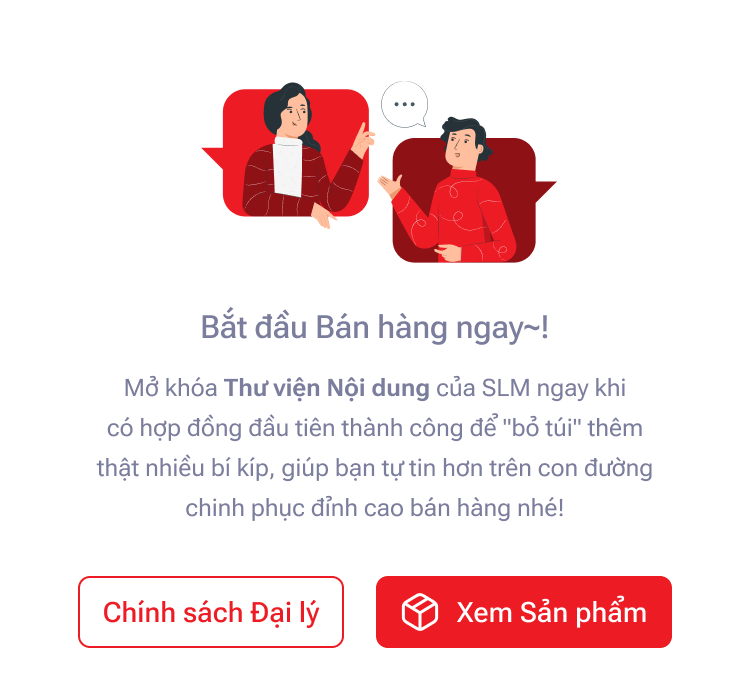 Bắt đầu Bán hàng ngay~!
Mở khóa Thư viện Nội dung của SLM ngay khi
có hợp đồng đầu tiên thành công để "bỏ túi" thêm
thật nhiều bí kíp, giúp bạn tự tin hơn trên con đường
chinh phục đỉnh cao bán hàng nhé!
Chính sách Đại lý
Xem Sản phẩm